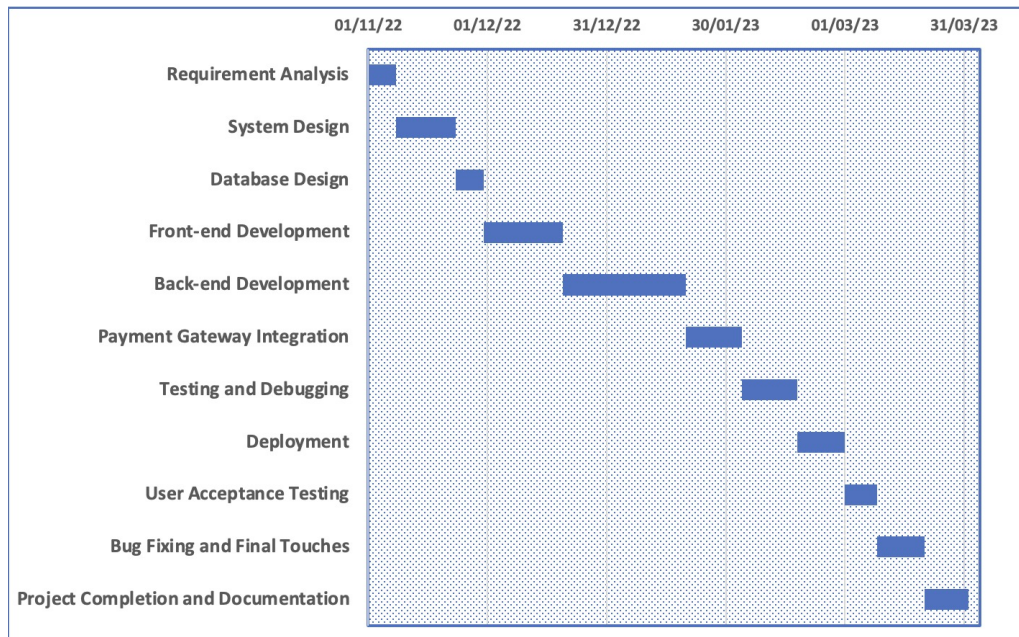 01/11/22 01/12/22 31/12/22 30/01/23 01/03/23 31/03/23
Requirement Analysis
System Design
Database Design
Front-end Development
Back-end Development
Payment Gateway Integration
Testing and Debugging
Deployment
User Acceptance Testing
Bug Fixing and Final Touches
Project Completion and Documentation